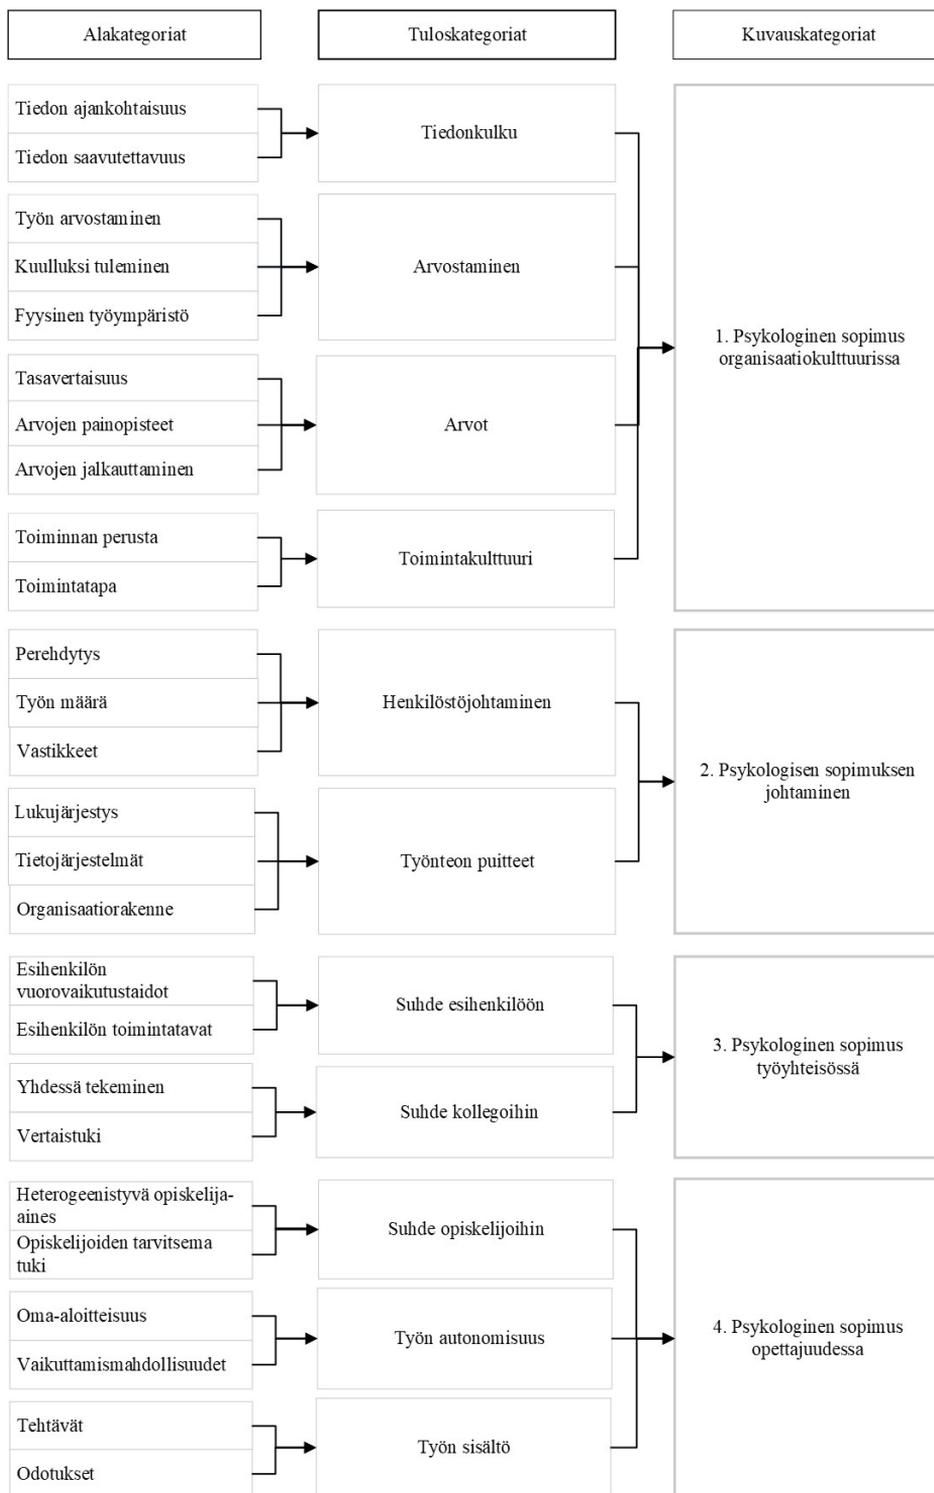 Alakategoriat
Tuloskategoriat
Kuvauskategoriat
Tiedon ajankohtaisuus
Tiedon saavutettavuus
Tiedonkulku
Työn arvostaminen
Kuulluksi tuleminen
Fyysinen työympäristö
Arvostaminen
Tasavertaisuus
Arvojen painopisteet
Arvojen jalkauttaminen
Arvot
Toiminnan perusta
Toimintatapa
Toimintakulttuuri
1. Psykologinen sopimus
organisaatiokulttuurissa
Perehdytys
Työn määrä
Vastikkeet
Henkilöstöjohtaminen
Lukujärjestys
Tietojärjestelmät
Organisaatiorakenne
Työnteon puitteet
2. Psykologisen sopimuksen
johtaminen
Esihenkilön
vuorovaikutustaidot
Esihenkilön toimintatavat
Suhde esihenkilöön
Yhdessä tekeminen
Vertaistuki
Suhde kollegoihin
3. Psykologinen sopimus
työyhteisössä
Heterogeenistyvä opiskelija-
aines
Opiskelijoiden tarvitsema
tuki
Suhde opiskelijoihin
Oma-aloitteisuus
Vaikuttamismahdollisuudet
Työn autonomisuus
Tehtävät
Odotukset
Työn sisältö
4. Psykologinen sopimus
opettajuudessa